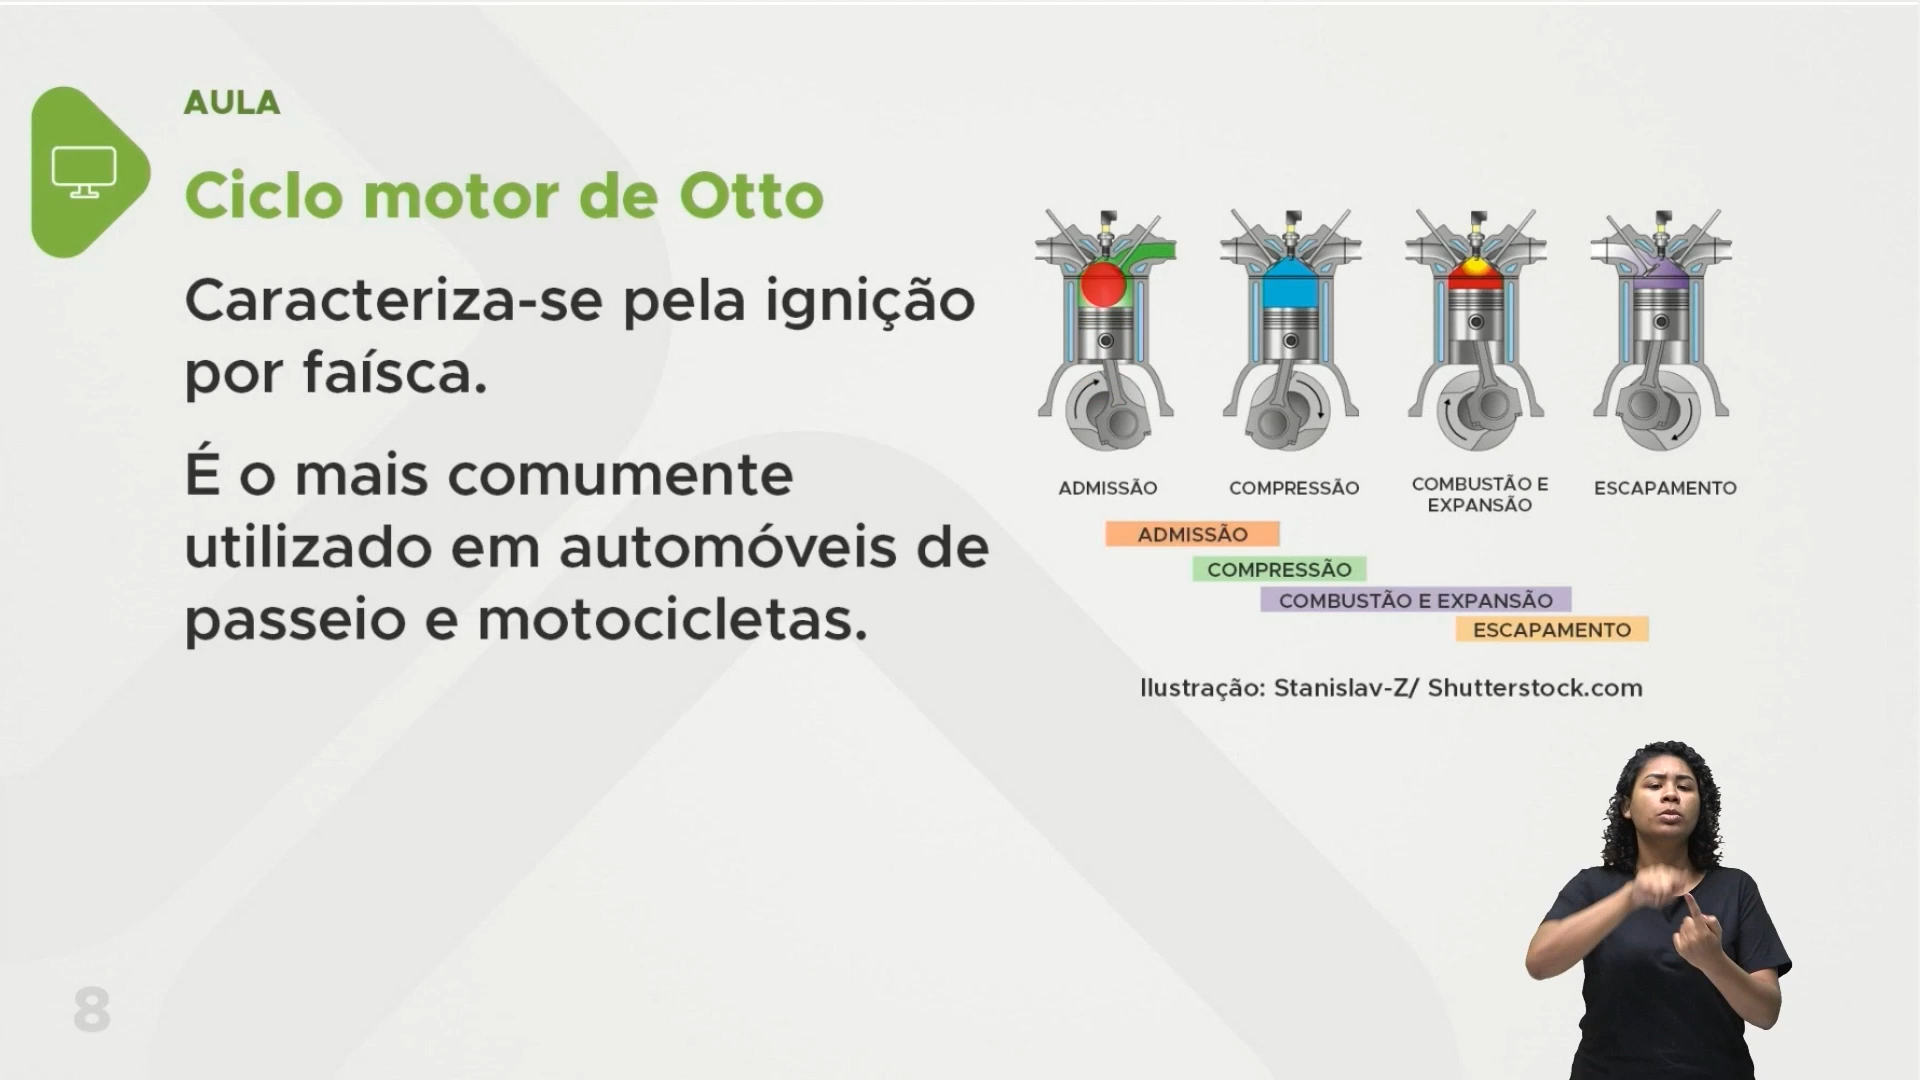 AULA
Ciclo motor de Otto
Caracteriza-se pela ignição
por faísca.
É o mais comumente
utilizado em automóveis de
passeio e motocicletas.
ADMISSÃO
COMPRESSÃO
COMBUSTÃO E
EXPANSÃO
ESCAPAMENTO
ADMISSÃO
COMPRESSÃO
COMBUSTÃO E EXPANSÃO
ESCAPAMENTO
Ilustração: Stanislav-Z/ Shutterstock.com
8